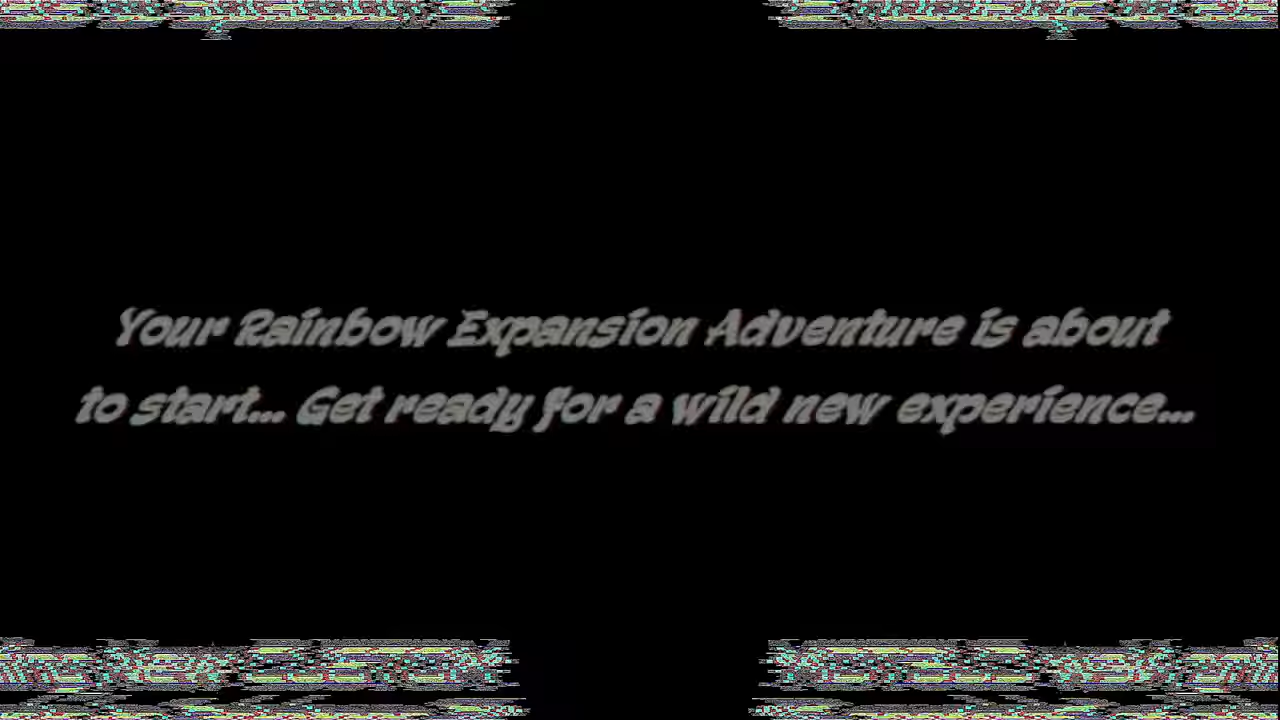 Your Rainbow Expansion Adventure is about
to start... Get ready for a wild new experience...